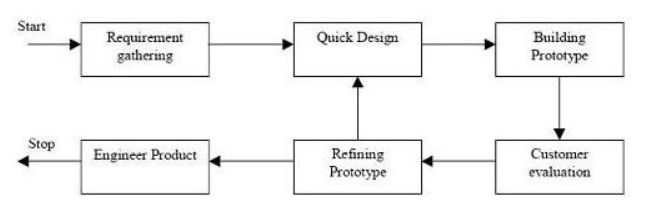 Start
Requirement
gathering
Quick Design
Building
Prototype
Stop
Engineer Product
Refining
Prototype
Customer
evaluation